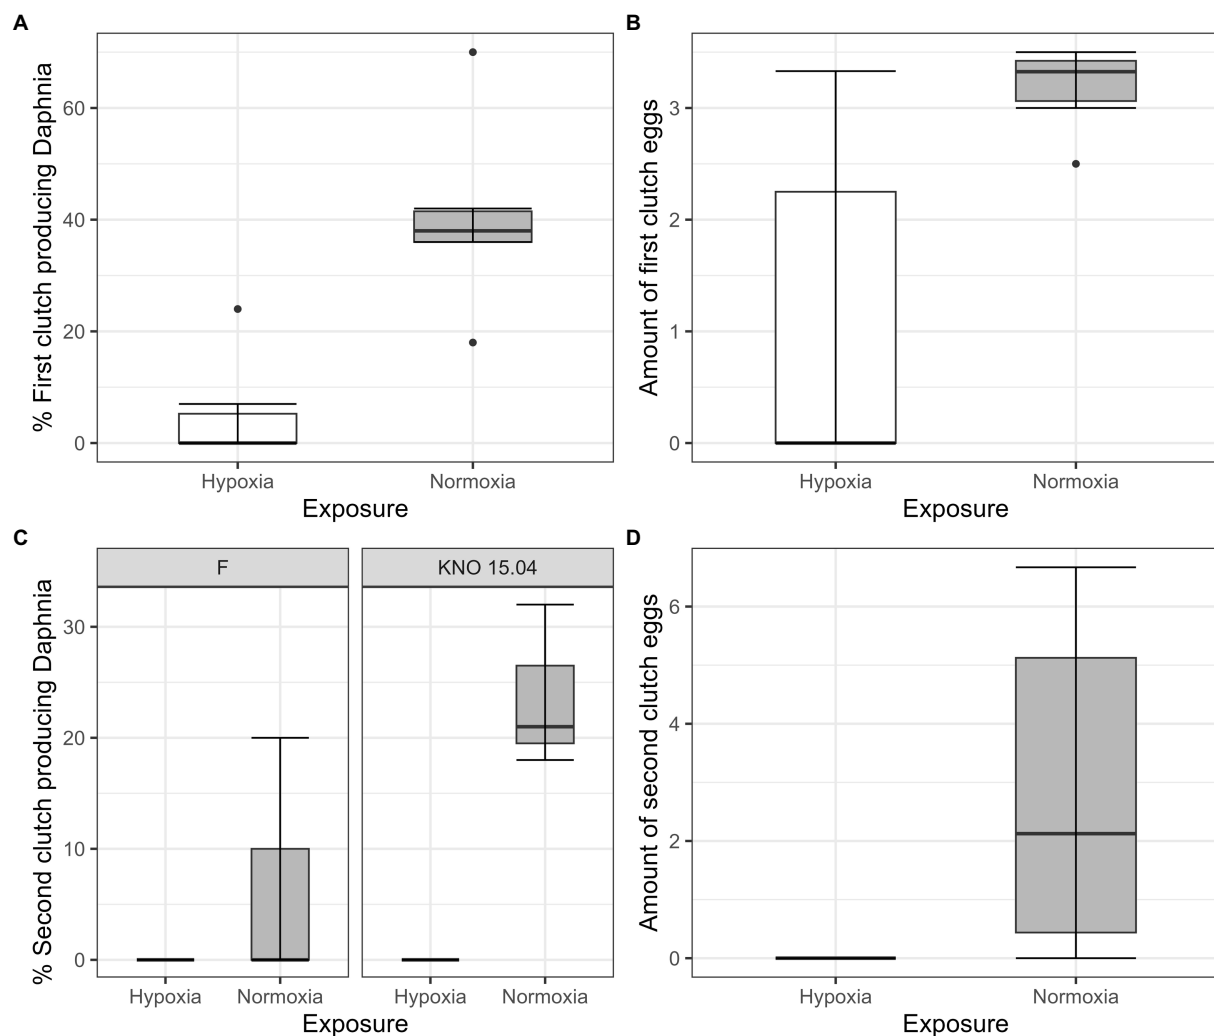 A
% First clutch producing Daphnia
60
40
20
0
Hypoxia Normoxia
Exposure
B
Amount of first clutch eggs
3
2
1
0
Hypoxia Normoxia
Exposure
C
% Second clutch producing Daphnia
F KNO 15.04
30
20
10
0
Hypoxia Normoxia Hypoxia Normoxia
Exposure
D
Amount of second clutch eggs
6
4
2
0
Hypoxia Normoxia
Exposure